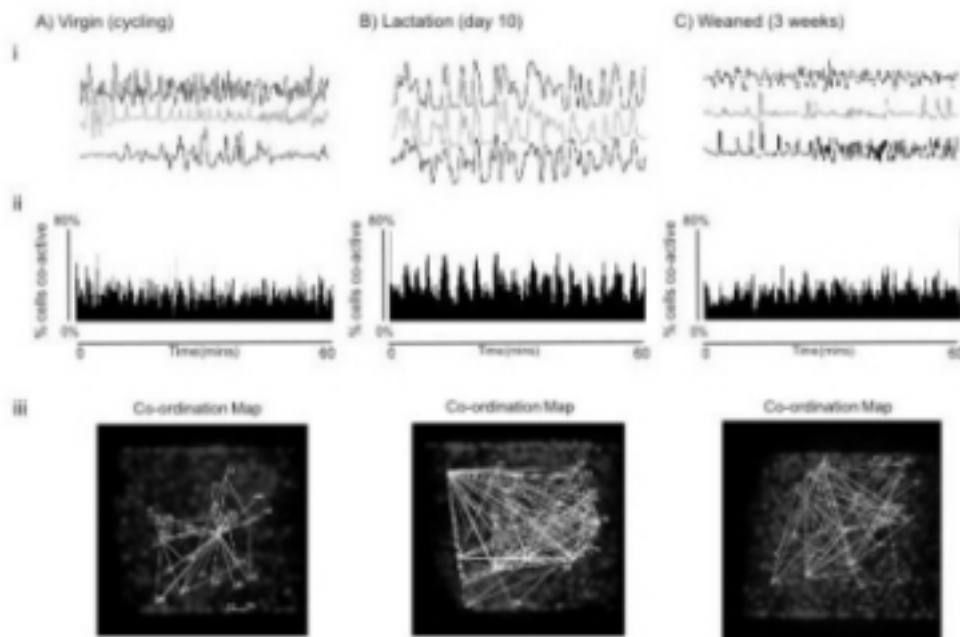 A) Virgin (cycling) B) Lactation (day 10) C) Weaned (3 weeks)
i
ii
% cells co-active 80% 0% % cells co-active 80% 0% % cells co-active 80% 0%
0 Time(mins) 60 0 Time(mins) 60 0 Time(mins) 60
iii
Co-ordination Map Co-ordination Map Co-ordination Map